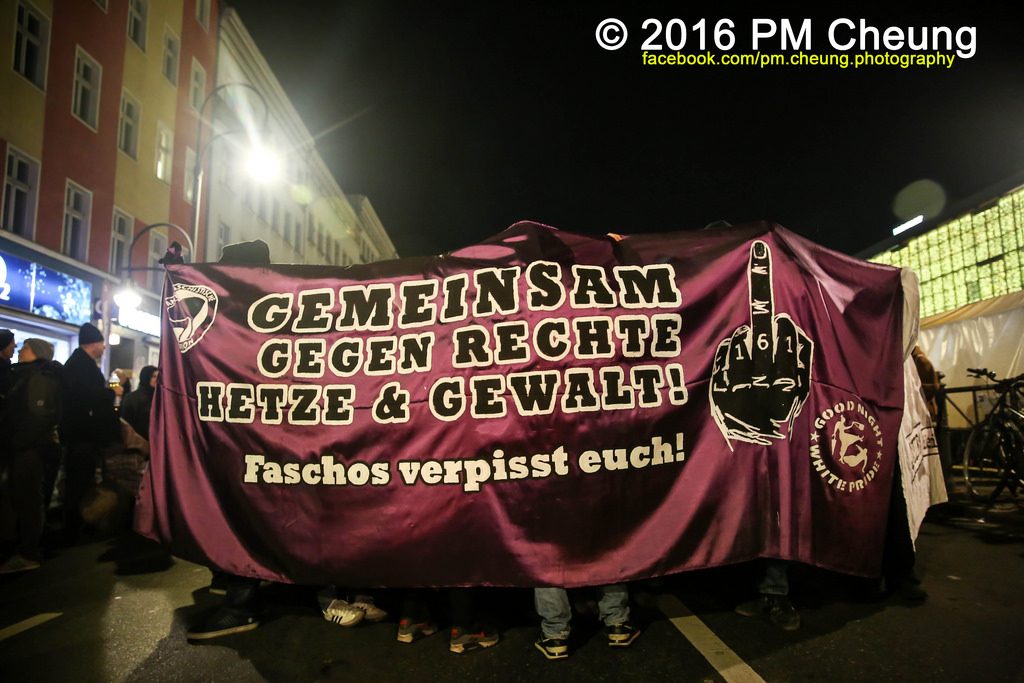 © 2016 PM Cheung
facebook.com/pm.cheung.photography
GEMEINSAM
GEGEN RECHTE
HETZE & GEWALT!
Faschos verpisst euch!
161
GOOD NIGHT
WHITE PRIDE